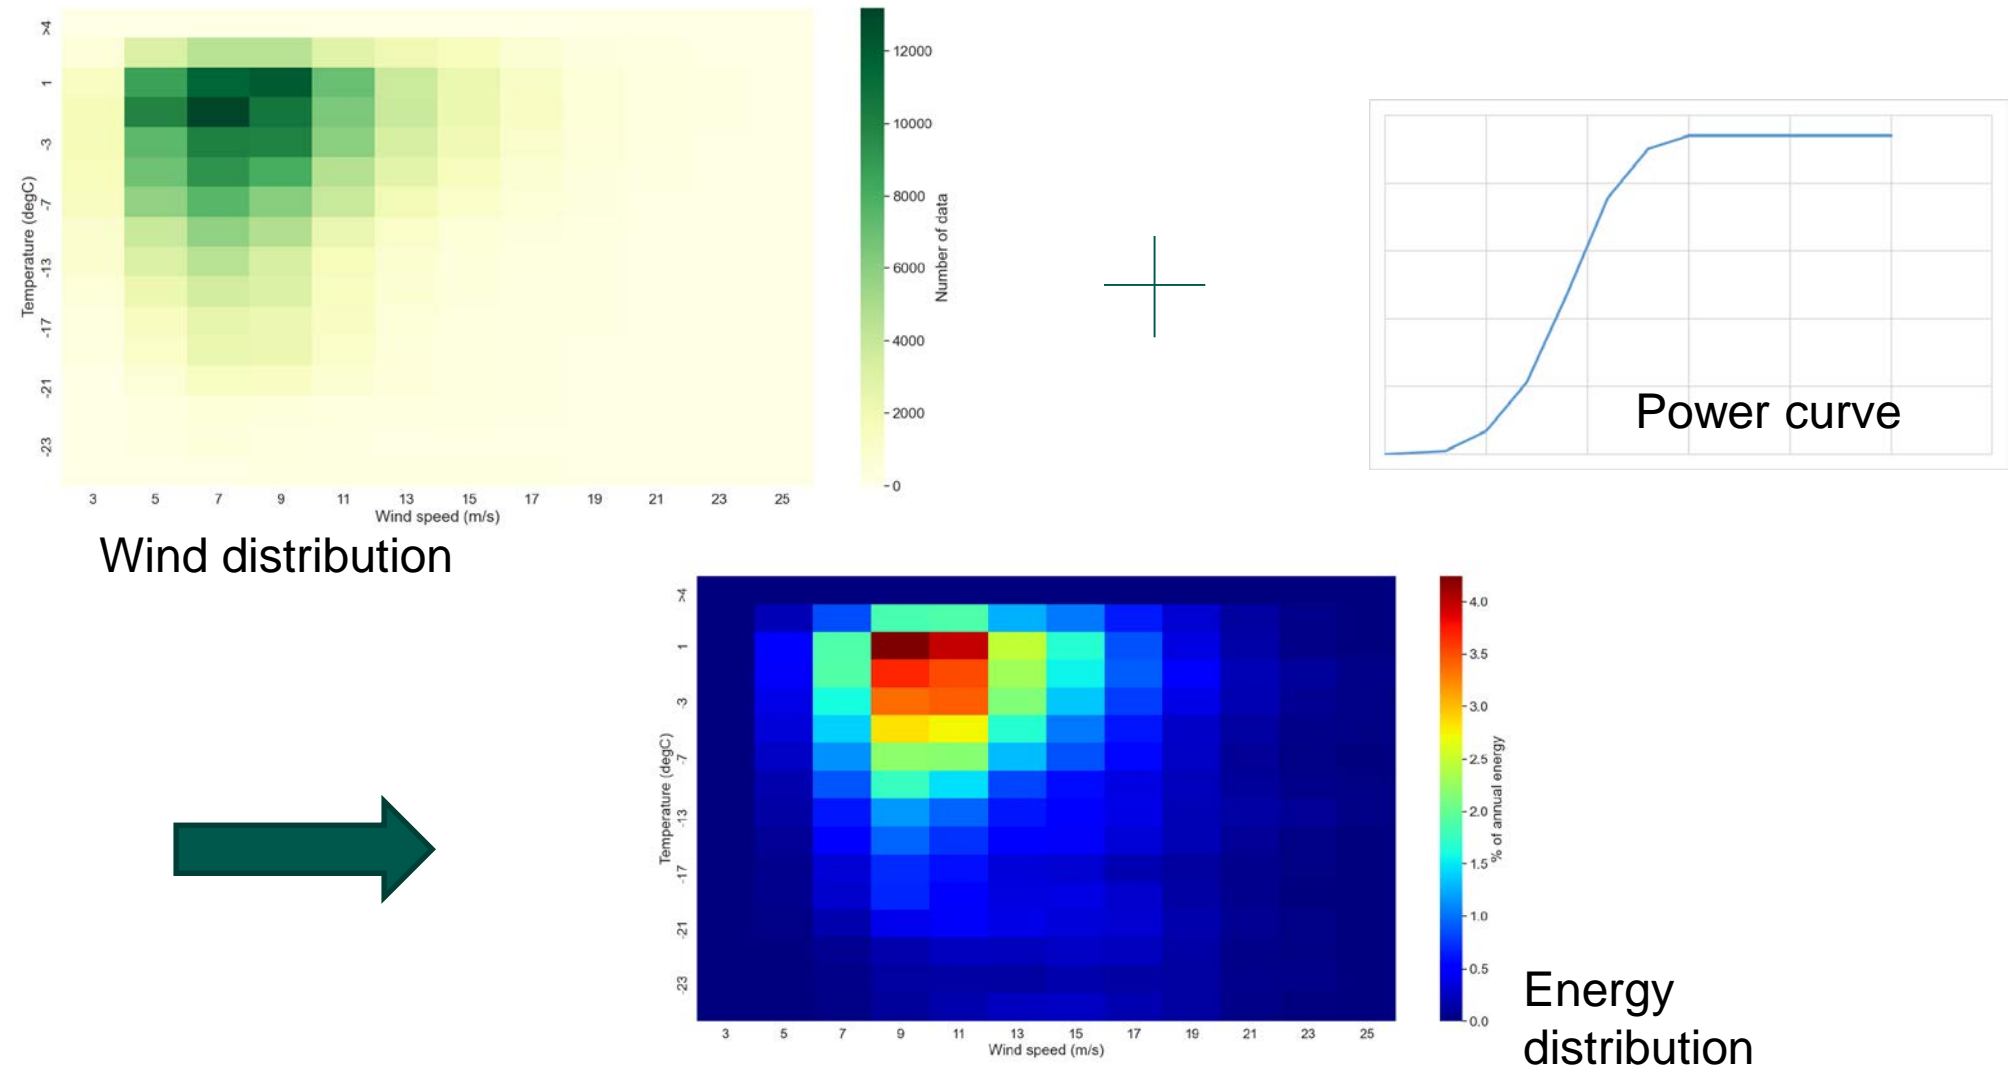 >4
1
-3
-7
-13
-17
-21
-23
Temperature (degC)
3 5 7 9 11 13 15 17 19 21 23 25
Wind speed (m/s)
12000
10000
8000
6000
4000
2000
0
Number of data
Wind distribution
Power curve
>4
1
-3
-7
-13
-17
-21
-23
Temperature (degC)
3 5 7 9 11 13 15 17 19 21 23 25
Wind speed (m/s)
4.0
3.5
3.0
2.5
2.0
1.5
1.0
0.5
0.0
% of annual energy
Energy
distribution